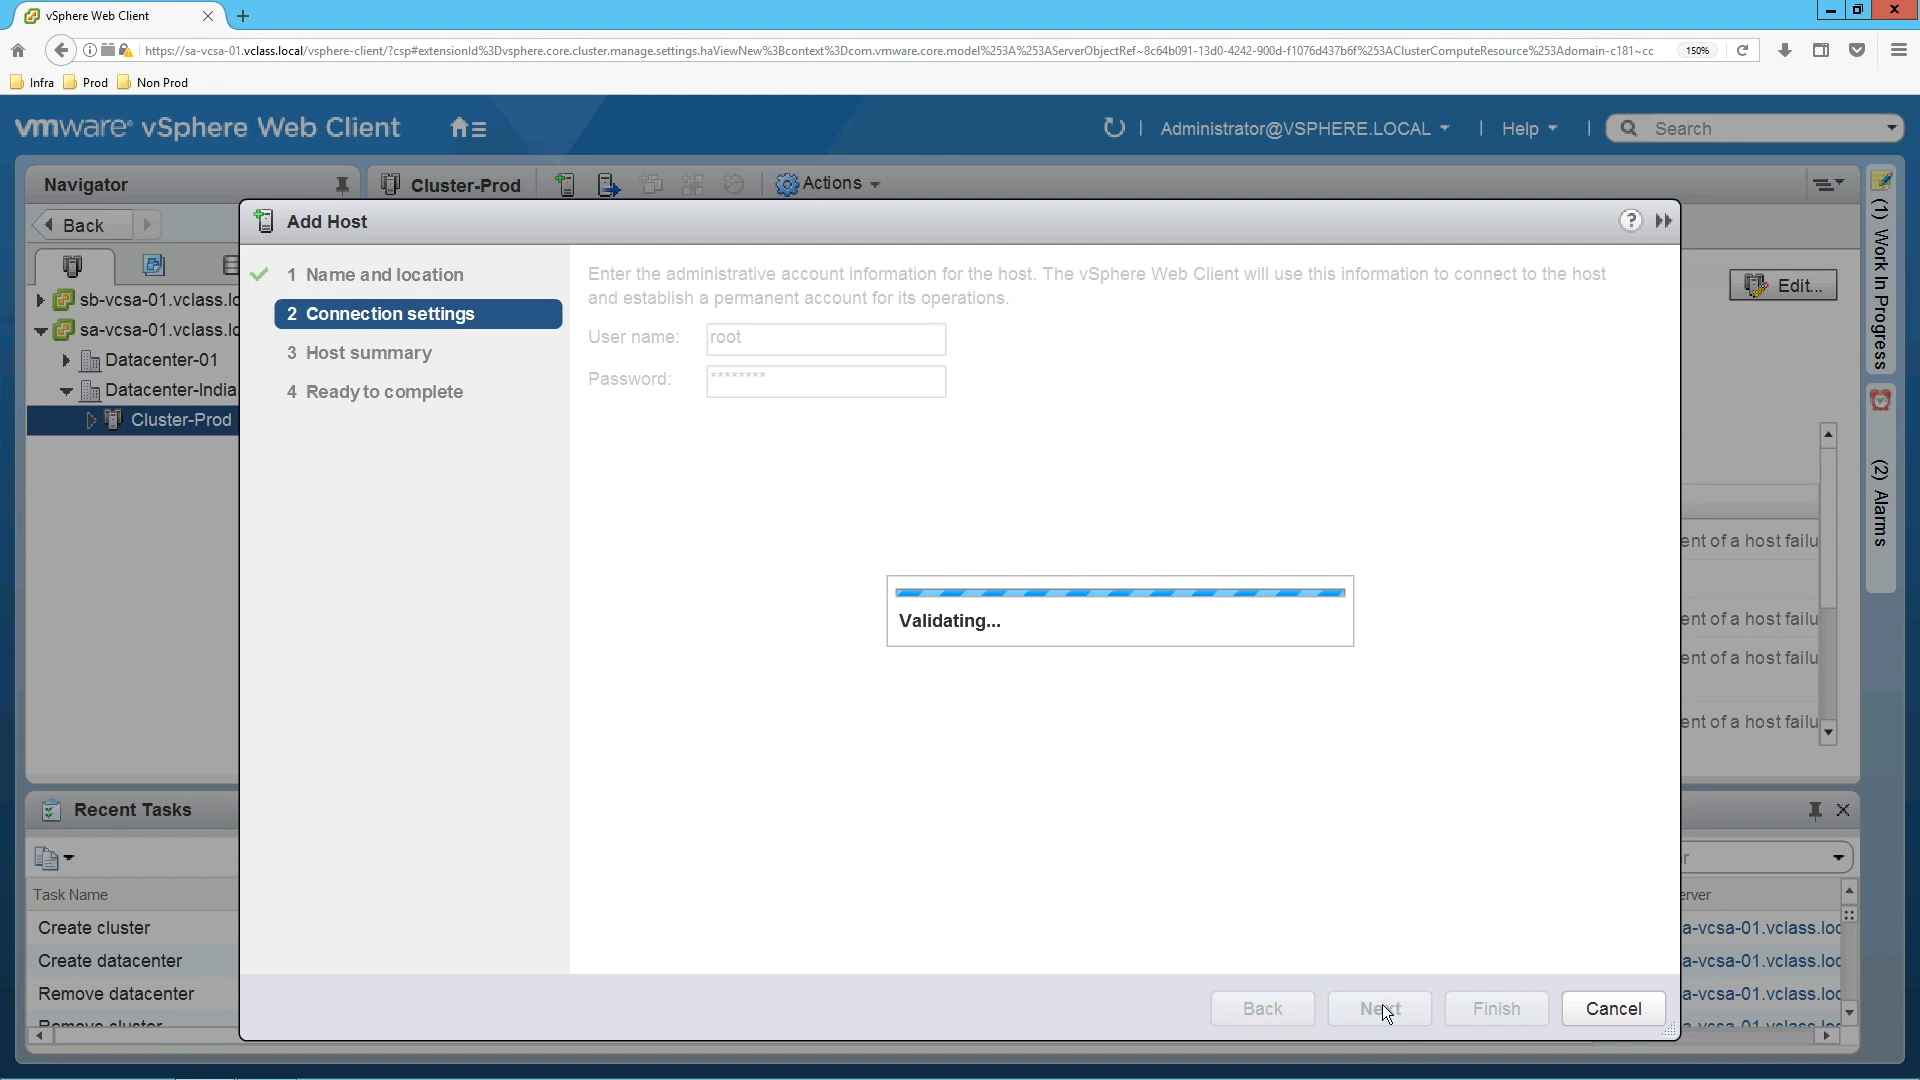 vSphere Web Client
https://sa-vcsa-01.vclass.local/vsphere-client/?csp#extensionId%3Dvsphere.core.cluster.manage.settings.haViewNew%3Bcontext%3Dcom.vmware.core.model%253A%253AServerObjectRef~8c64b091-13d0-4242-900d-f1076d437b6f%253AClusterComputeResource%253Adomain-c181~cc
150%
Infra Prod Non Prod
vmware® vSphere Web Client
Administrator@VSPHERE.LOCAL
Help
Search
Navigator
Cluster-Prod
Actions
Back
Add Host
sb-vcsa-01.vclass.lo
sa-vcsa-01.vclass.lo
Datacenter-01
Datacenter-India
Cluster-Prod
1 Name and location
2 Connection settings
3 Host summary
4 Ready to complete
Enter the administrative account information for the host. The vSphere Web Client will use this information to connect to the host
and establish a permanent account for its operations.
User name: root
Password: ********
Validating...
Edit...
ent of a host failu
ent of a host failu
ent of a host failu
ent of a host failu
(1) Work In Progress
(2) Alarms
Recent Tasks
Task Name
Create cluster
Create datacenter
Remove datacenter
Remove cluster
r
erver
a-vcsa-01.vclass.loc
a-vcsa-01.vclass.loc
a-vcsa-01.vclass.loc
a-vcsa-01.vclass.loc
Back
Next
Finish
Cancel